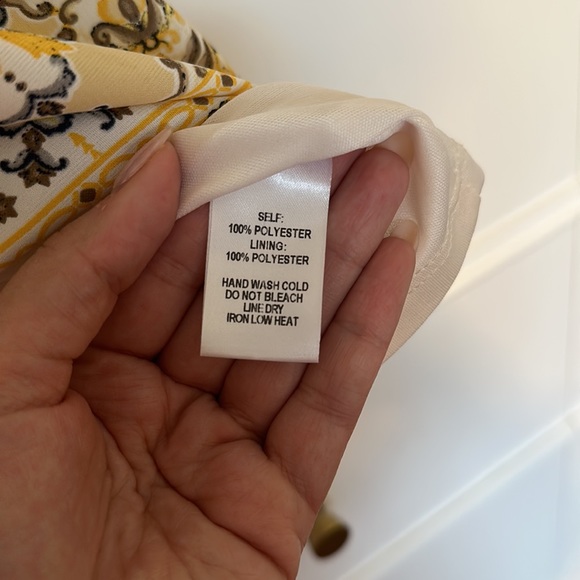 SELF:
100% POLYESTER
LINING:
100% POLYESTER
HAND WASH COLD
DO NOT BLEACH
LINE DRY
IRON LOW HEAT